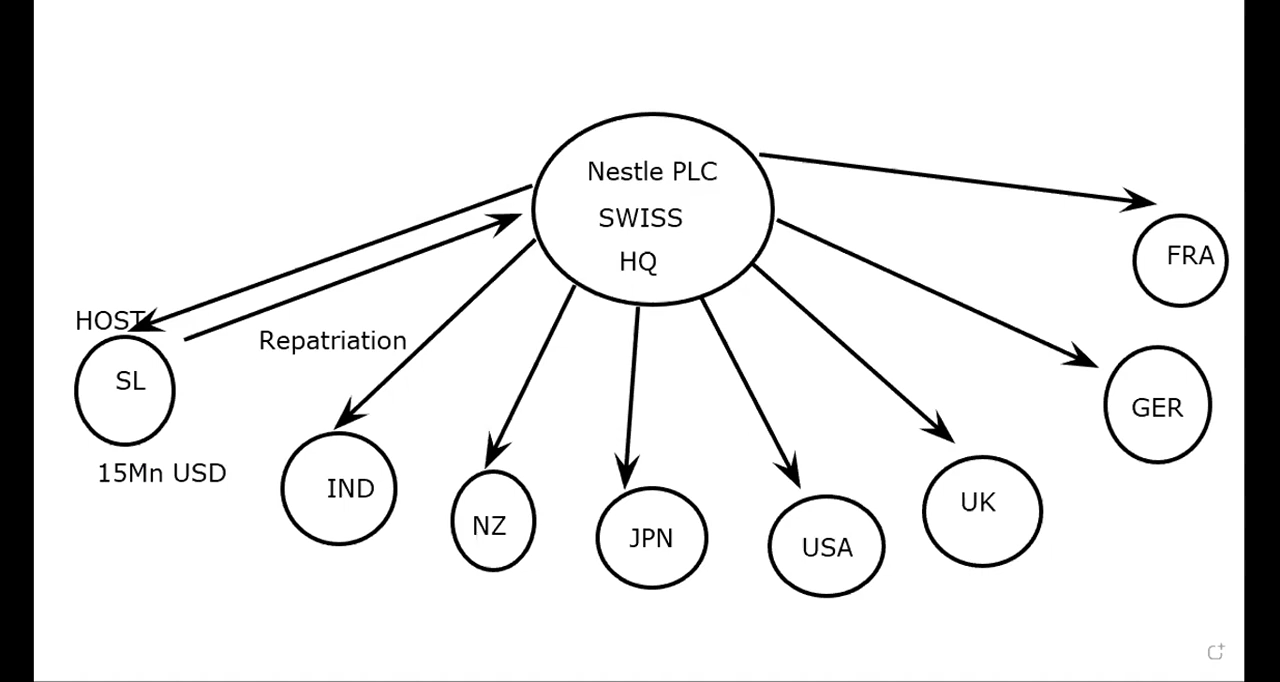 Nestle PLC
SWISS
HQ
FRA
HOST
Repatriation
SL
GER
15Mn USD
IND
NZ
JPN
USA
UK